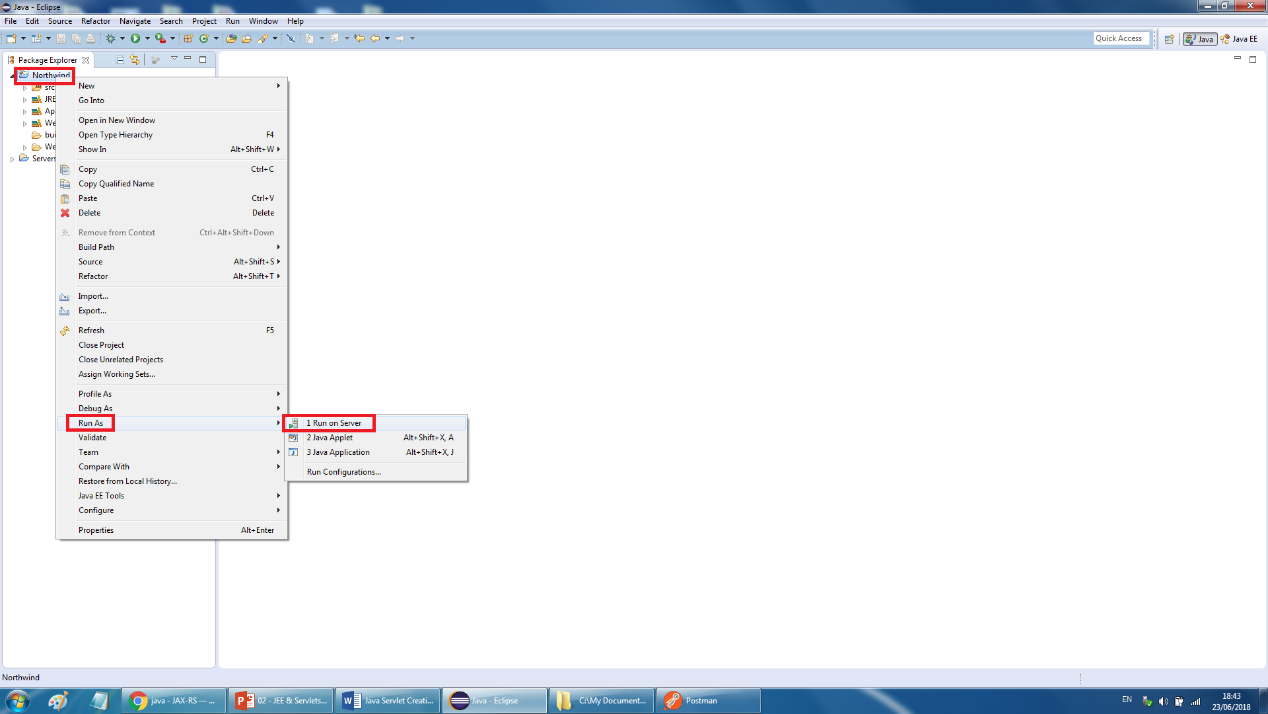 Java - Eclipse
File Edit Source Refactor Navigate Search Project Run Window Help
Quick Access Java Java EE
Package Explorer
Northwind
src
JRE
Ap
We
bui
We
Servers
New
Go Into
Open in New Window
Open Type Hierarchy F4
Show In Alt+Shift+W
Copy Ctrl+C
Copy Qualified Name
Paste Ctrl+V
Delete Delete
Remove from Context Ctrl+Alt+Shift+Down
Build Path
Source Alt+Shift+S
Refactor Alt+Shift+T
Import...
Export...
Refresh F5
Close Project
Close Unrelated Projects
Assign Working Sets...
Profile As
Debug As
Run As
Validate
Team
Compare With
Restore from Local History...
Java EE Tools
Configure
Properties Alt+Enter
1 Run on Server
2 Java Applet Alt+Shift+X, A
3 Java Application Alt+Shift+X, J
Run Configurations...
Northwind
java - JAX-RS — ... 02 - JEE & Servlets... Java Servlet Creati... Java - Eclipse C:\My Document... Postman
EN 18:43
23/06/2018